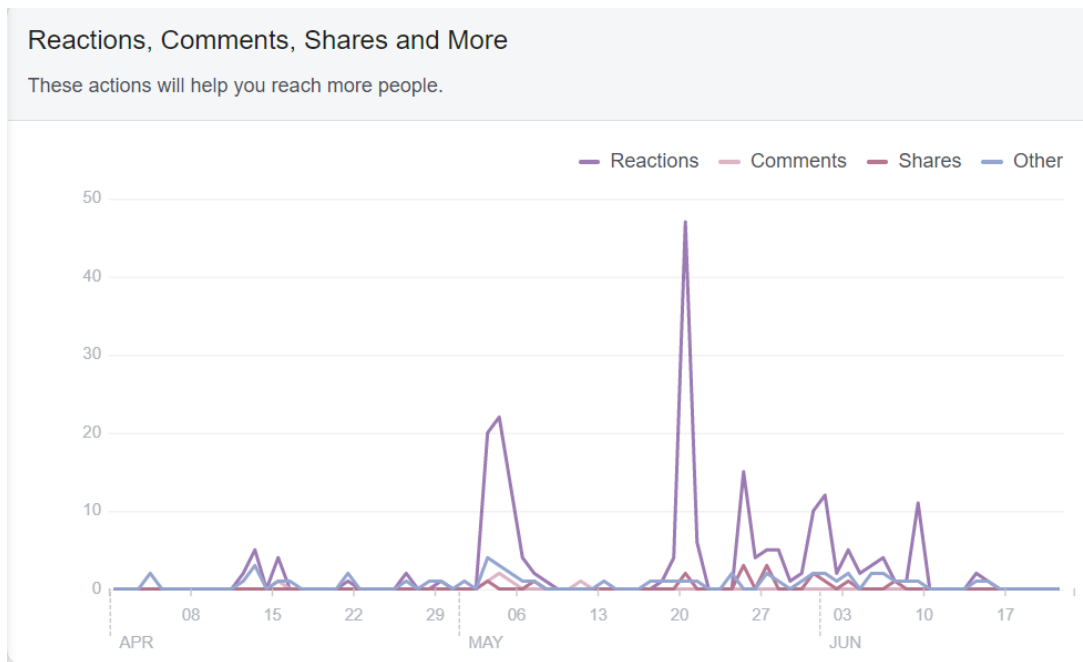 Reactions, Comments, Shares and More
These actions will help you reach more people.
Reactions Comments Shares Other
50
40
30
20
10
0
08 15 22 29 06 13 20 27 03 10 17
APR MAY JUN